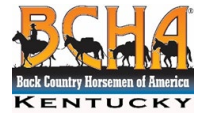 BCHA®
Back Country Horsemen of America
KENTUCKY